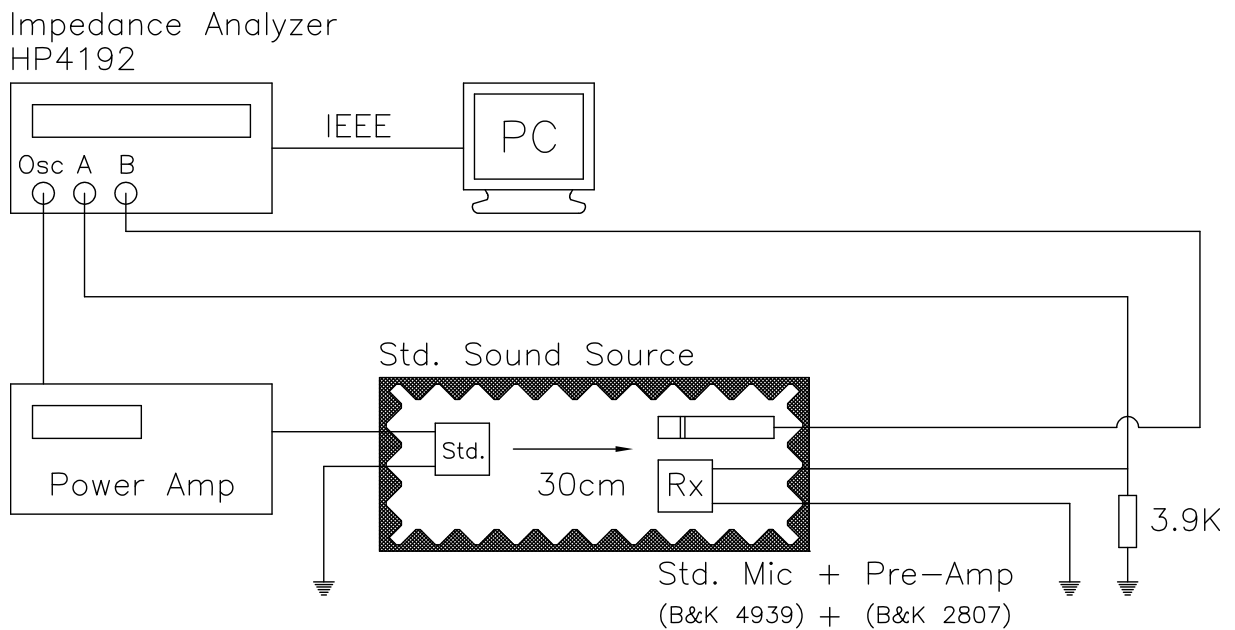 Impedance Analyzer
HP4192
IEEE
PC
Osc A B
Std. Sound Source
Power Amp
Std.
30cm
Rx
3.9K
Std. Mic + Pre-Amp
(B&K 4939) + (B&K 2807)